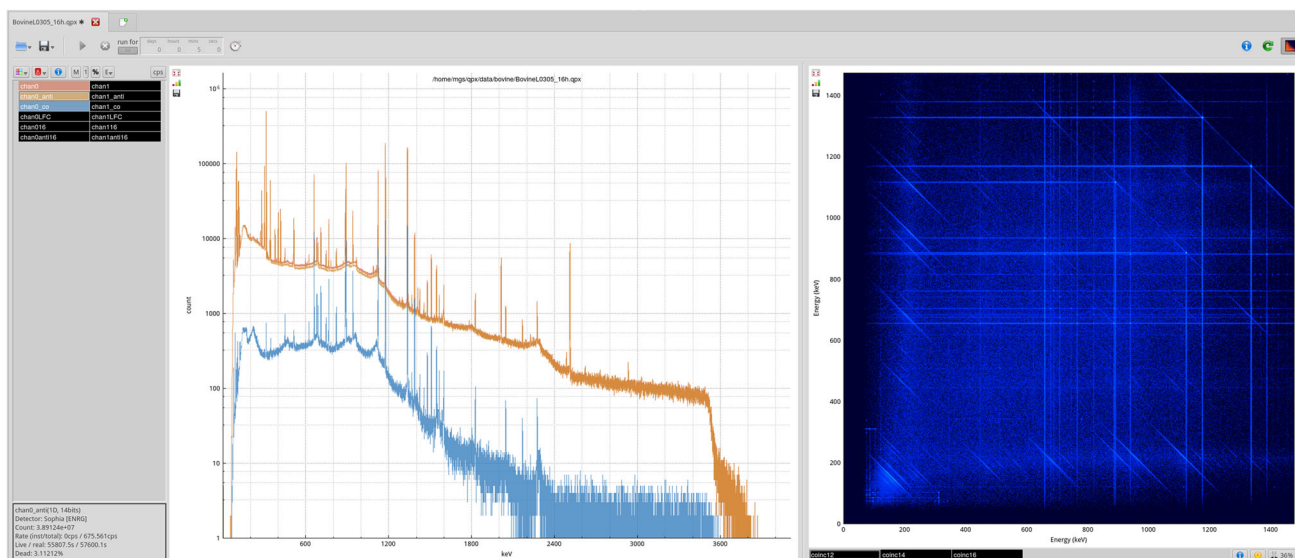 BovineL0305_16h.qpx ✱
run for
days hours mins secs
0 0 5 0
M 1 % E cps
chan0 chan1
chan0_anti chan1_anti
chan0_co chan1_co
chan0LFC chan1LFC
chan016 chan116
chan0anti16 chan1anti16
chan0_anti(1D, 14bits)
Detector: Sophia [ENRG]
Count: 3.89124e+07
Rate (inst/total): 0cps / 675.561cps
Live / real: 55807.5s / 57600.1s
Dead: 3.11212%
/home/mgs/qpx/data/bovine/BovineL0305_16h.qpx
10⁶
100000
10000
1000
100
10
1
count
600 1200 1800 2400 3000 3600
keV
1400
1200
1000
800
600
400
200
0
Energy (keV)
0 200 400 600 800 1000 1200 1400
Energy (keV)
coinc12 coinc14 coinc16
36%